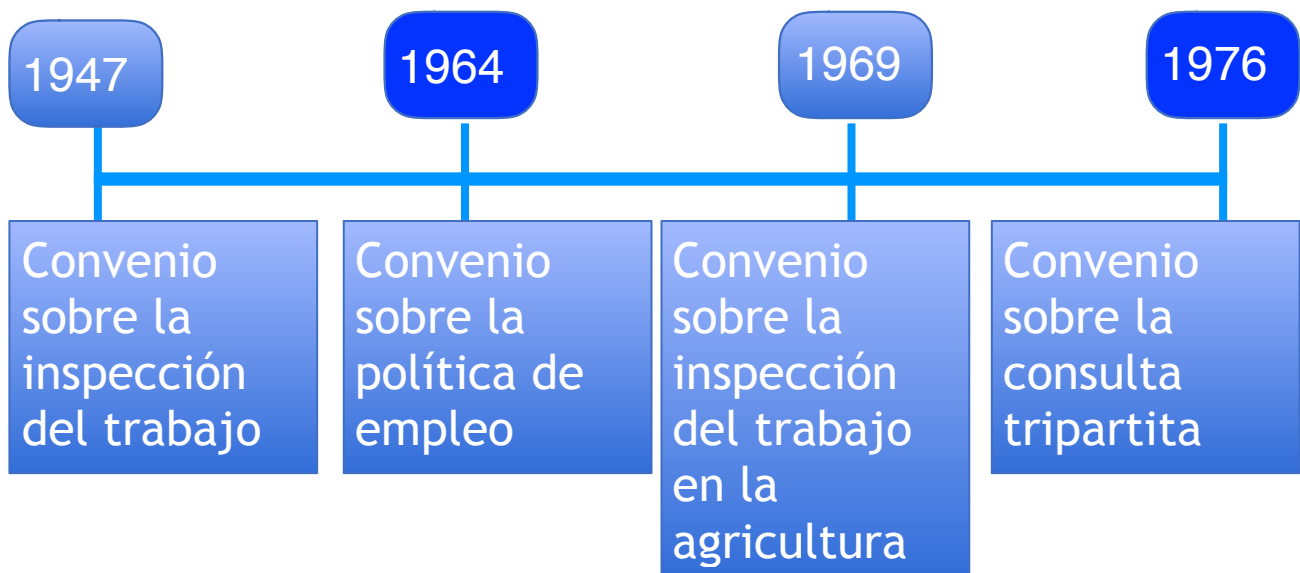 1947
1964
1969
1976
Convenio
sobre la
inspección
del trabajo
Convenio
sobre la
política de
empleo
Convenio
sobre la
inspección
del trabajo
en la
agricultura
Convenio
sobre la
consulta
tripartita